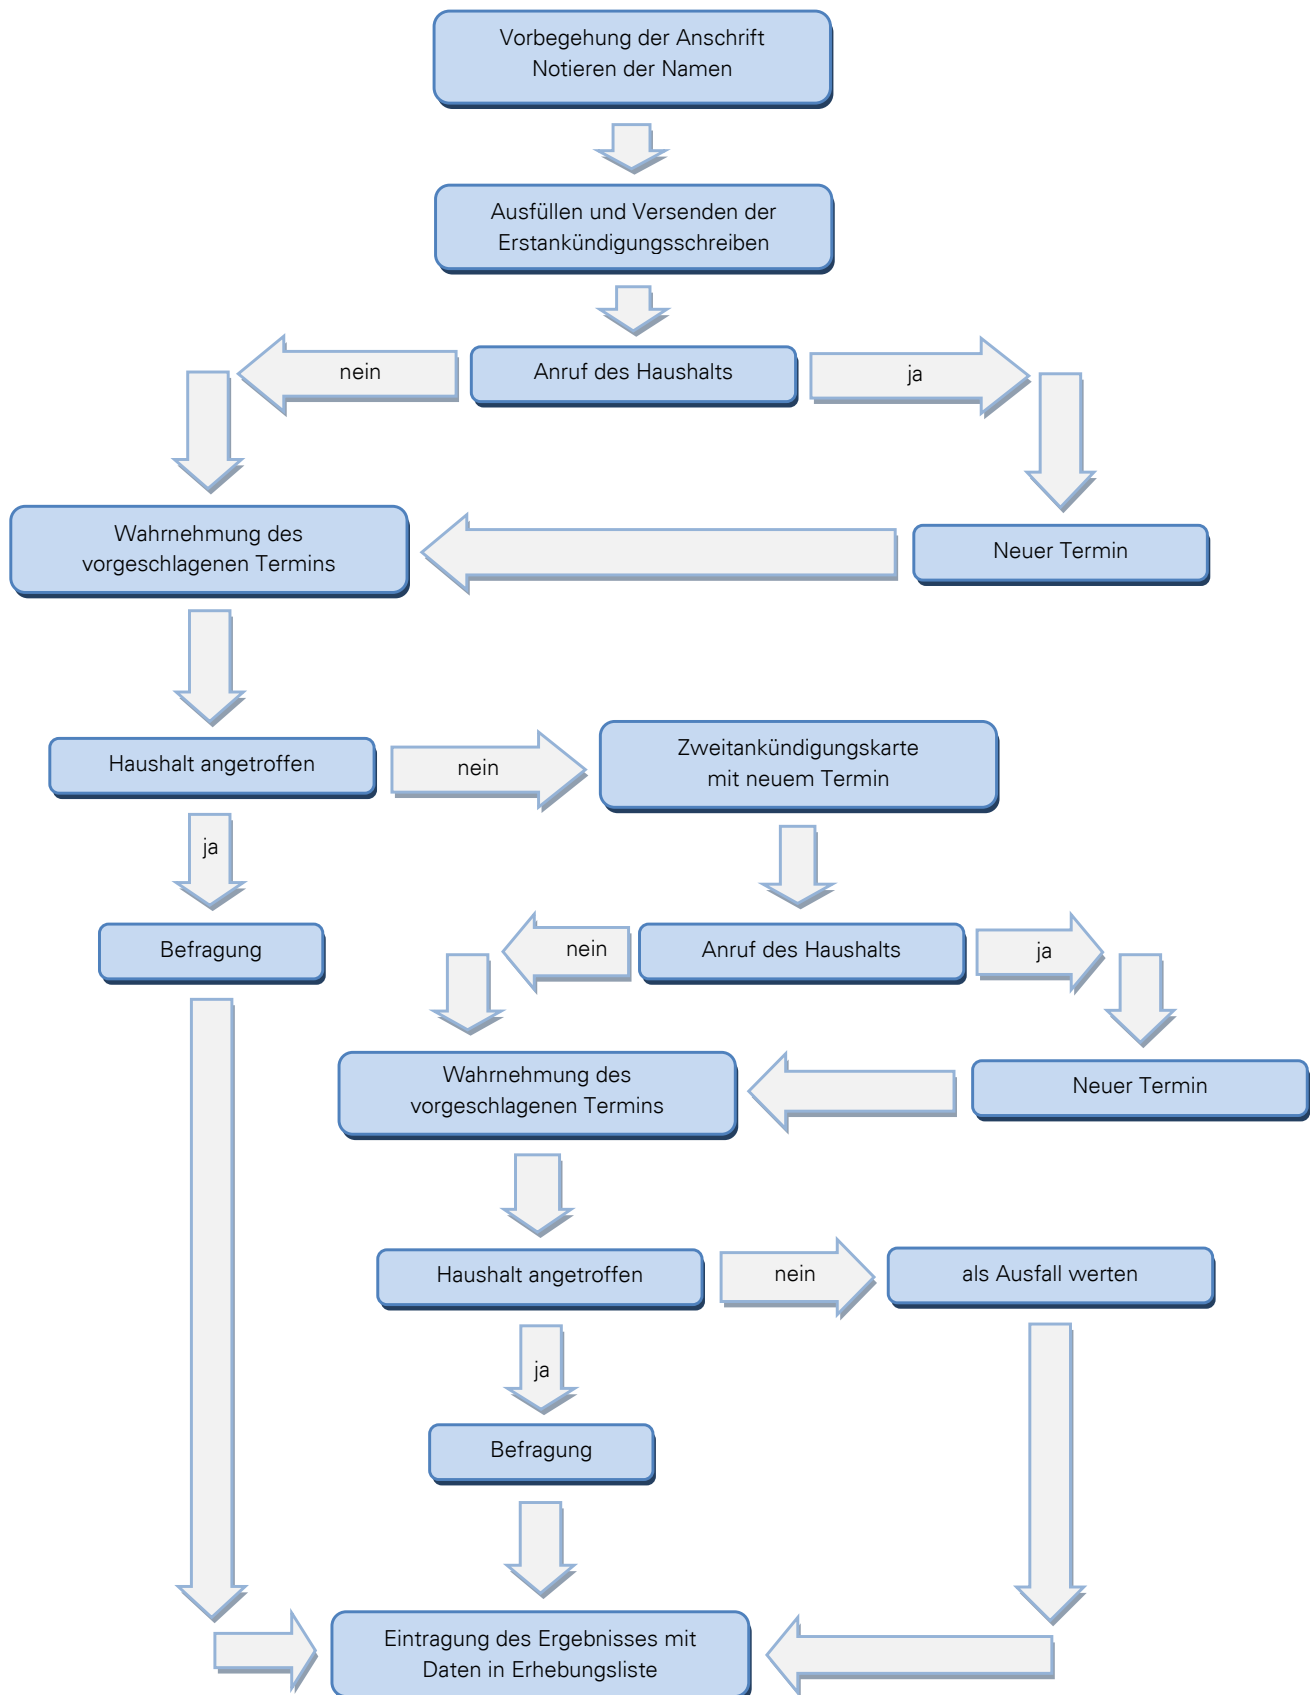 Vorbegehung der Anschrift
Notieren der Namen
Ausfüllen und Versenden der
Erstankündigungsschreiben
nein
Anruf des Haushalts
ja
Wahrnehmung des
vorgeschlagenen Termins
Neuer Termin
Haushalt angetroffen
nein
Zweitankündigungskarte
mit neuem Termin
ja
Befragung
nein
Anruf des Haushalts
ja
Wahrnehmung des
vorgeschlagenen Termins
Neuer Termin
Haushalt angetroffen
nein
als Ausfall werten
ja
Befragung
Eintragung des Ergebnisses mit
Daten in Erhebungsliste